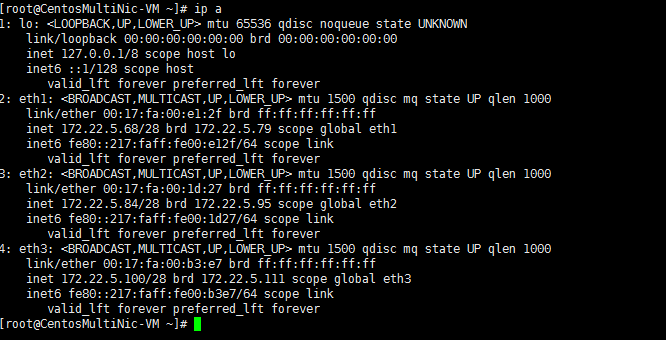 [root@CentosMultiNic-VM ~]# ip a
1: lo: <LOOPBACK,UP,LOWER_UP> mtu 65536 qdisc noqueue state UNKNOWN
    link/loopback 00:00:00:00:00:00 brd 00:00:00:00:00:00
    inet 127.0.0.1/8 scope host lo
    inet6 ::1/128 scope host
       valid_lft forever preferred_lft forever
2: eth1: <BROADCAST,MULTICAST,UP,LOWER_UP> mtu 1500 qdisc mq state UP qlen 1000
    link/ether 00:17:fa:00:e1:2f brd ff:ff:ff:ff:ff:ff
    inet 172.22.5.68/28 brd 172.22.5.79 scope global eth1
    inet6 fe80::217:faff:fe00:e12f/64 scope link
       valid_lft forever preferred_lft forever
3: eth2: <BROADCAST,MULTICAST,UP,LOWER_UP> mtu 1500 qdisc mq state UP qlen 1000
    link/ether 00:17:fa:00:1d:27 brd ff:ff:ff:ff:ff:ff
    inet 172.22.5.84/28 brd 172.22.5.95 scope global eth2
    inet6 fe80::217:faff:fe00:1d27/64 scope link
       valid_lft forever preferred_lft forever
4: eth3: <BROADCAST,MULTICAST,UP,LOWER_UP> mtu 1500 qdisc mq state UP qlen 1000
    link/ether 00:17:fa:00:b3:e7 brd ff:ff:ff:ff:ff:ff
    inet 172.22.5.100/28 brd 172.22.5.111 scope global eth3
    inet6 fe80::217:faff:fe00:b3e7/64 scope link
       valid_lft forever preferred_lft forever
[root@CentosMultiNic-VM ~]#